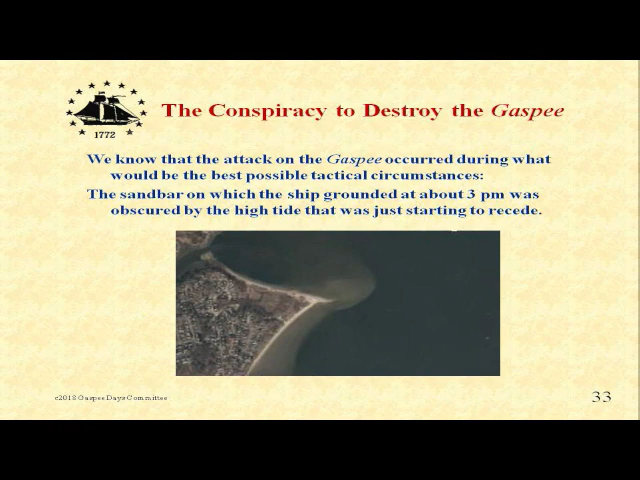 The Conspiracy to Destroy the Gaspee
1772
We know that the attack on the Gaspee occurred during what
would be the best possible tactical circumstances:
The sandbar on which the ship grounded at about 3 pm was
obscured by the high tide that was just starting to recede.
c2018 Gaspee Days Committee
33